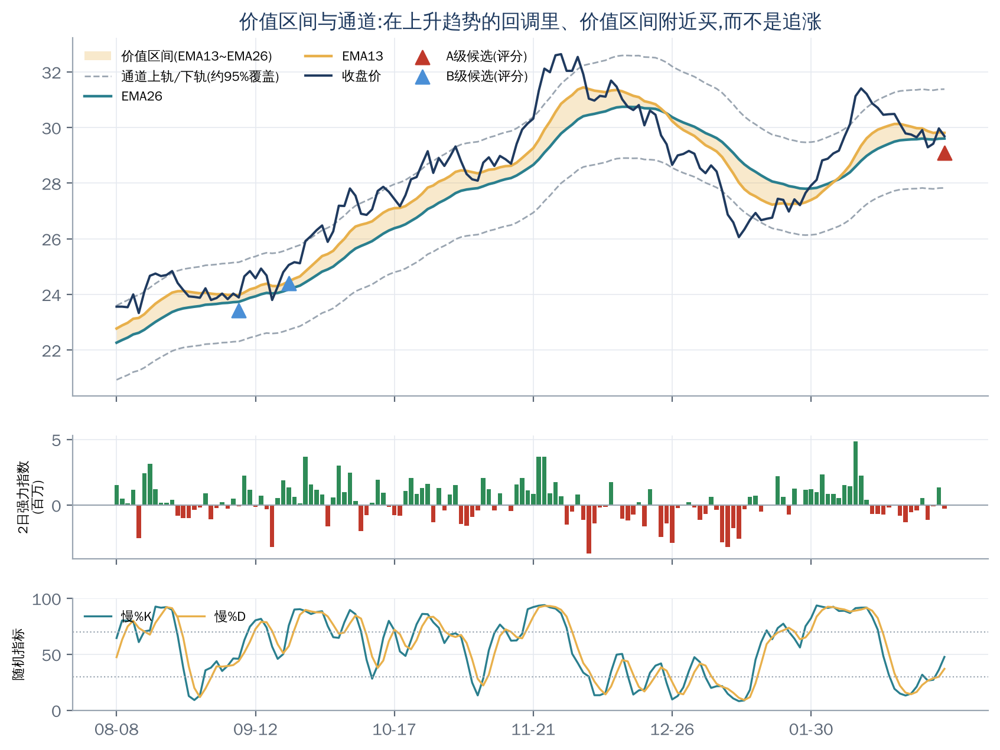 价值区间与通道:在上升趋势的回调里、价值区间附近买,而不是追涨
价值区间(EMA13~EMA26)
通道上轨/下轨(约95%覆盖)
EMA26
EMA13
收盘价
A级候选(评分)
B级候选(评分)
32
30
28
26
24
22
2日强力指数
(百万)
5
0
随机指标
慢%K
慢%D
100
50
0
08-08
09-12
10-17
11-21
12-26
01-30